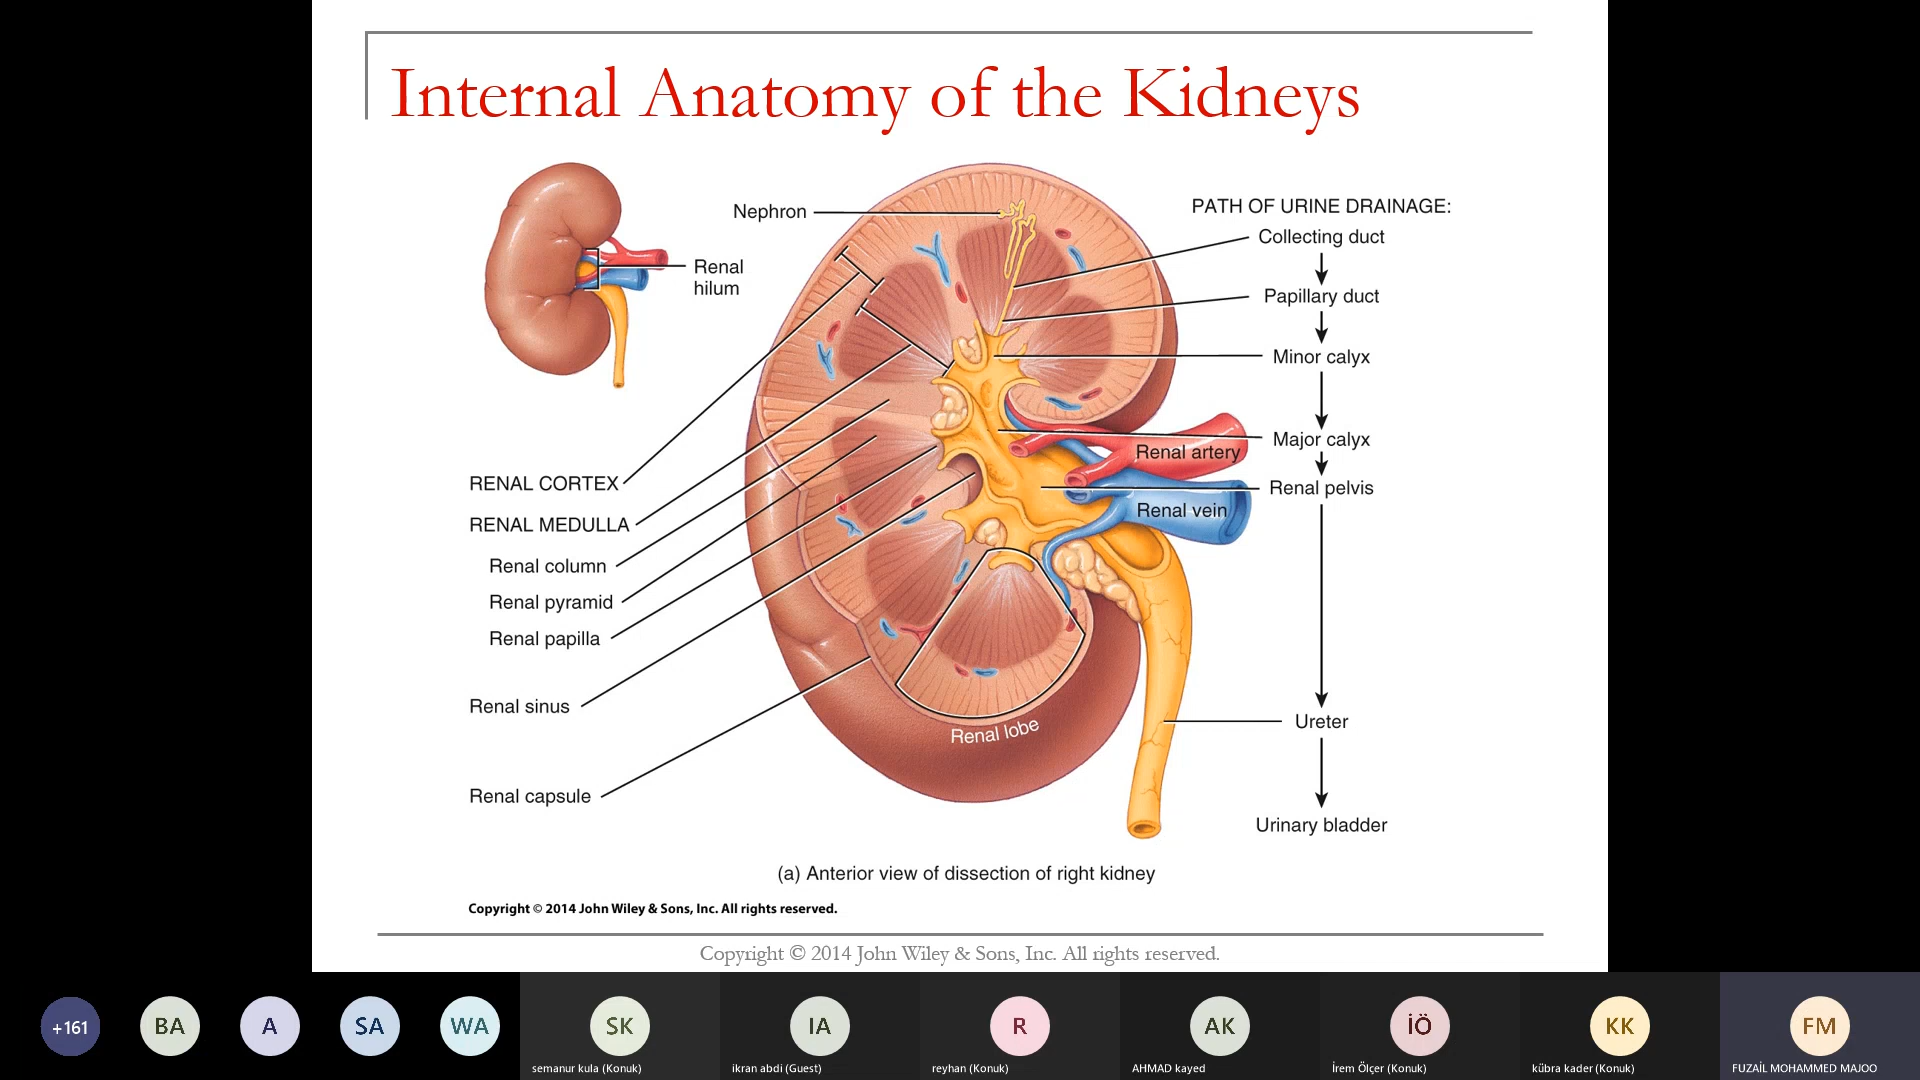 Internal Anatomy of the Kidneys
Nephron
Renal
hilum
RENAL CORTEX
RENAL MEDULLA
Renal column
Renal pyramid
Renal papilla
Renal sinus
Renal capsule
Renal lobe
Renal artery
Renal vein
PATH OF URINE DRAINAGE:
Collecting duct
Papillary duct
Minor calyx
Major calyx
Renal pelvis
Ureter
Urinary bladder
(a) Anterior view of dissection of right kidney
Copyright © 2014 John Wiley & Sons, Inc. All rights reserved.
Copyright © 2014 John Wiley & Sons, Inc. All rights reserved.
+161
BA
A
SA
WA
SK
semanur kula (Konuk)
IA
ikran abdi (Guest)
R
reyhan (Konuk)
AK
AHMAD kayed
İÖ
İrem Ölçer (Konuk)
KK
kübra kader (Konuk)
FM
FUZAİL MOHAMMED MAJOO